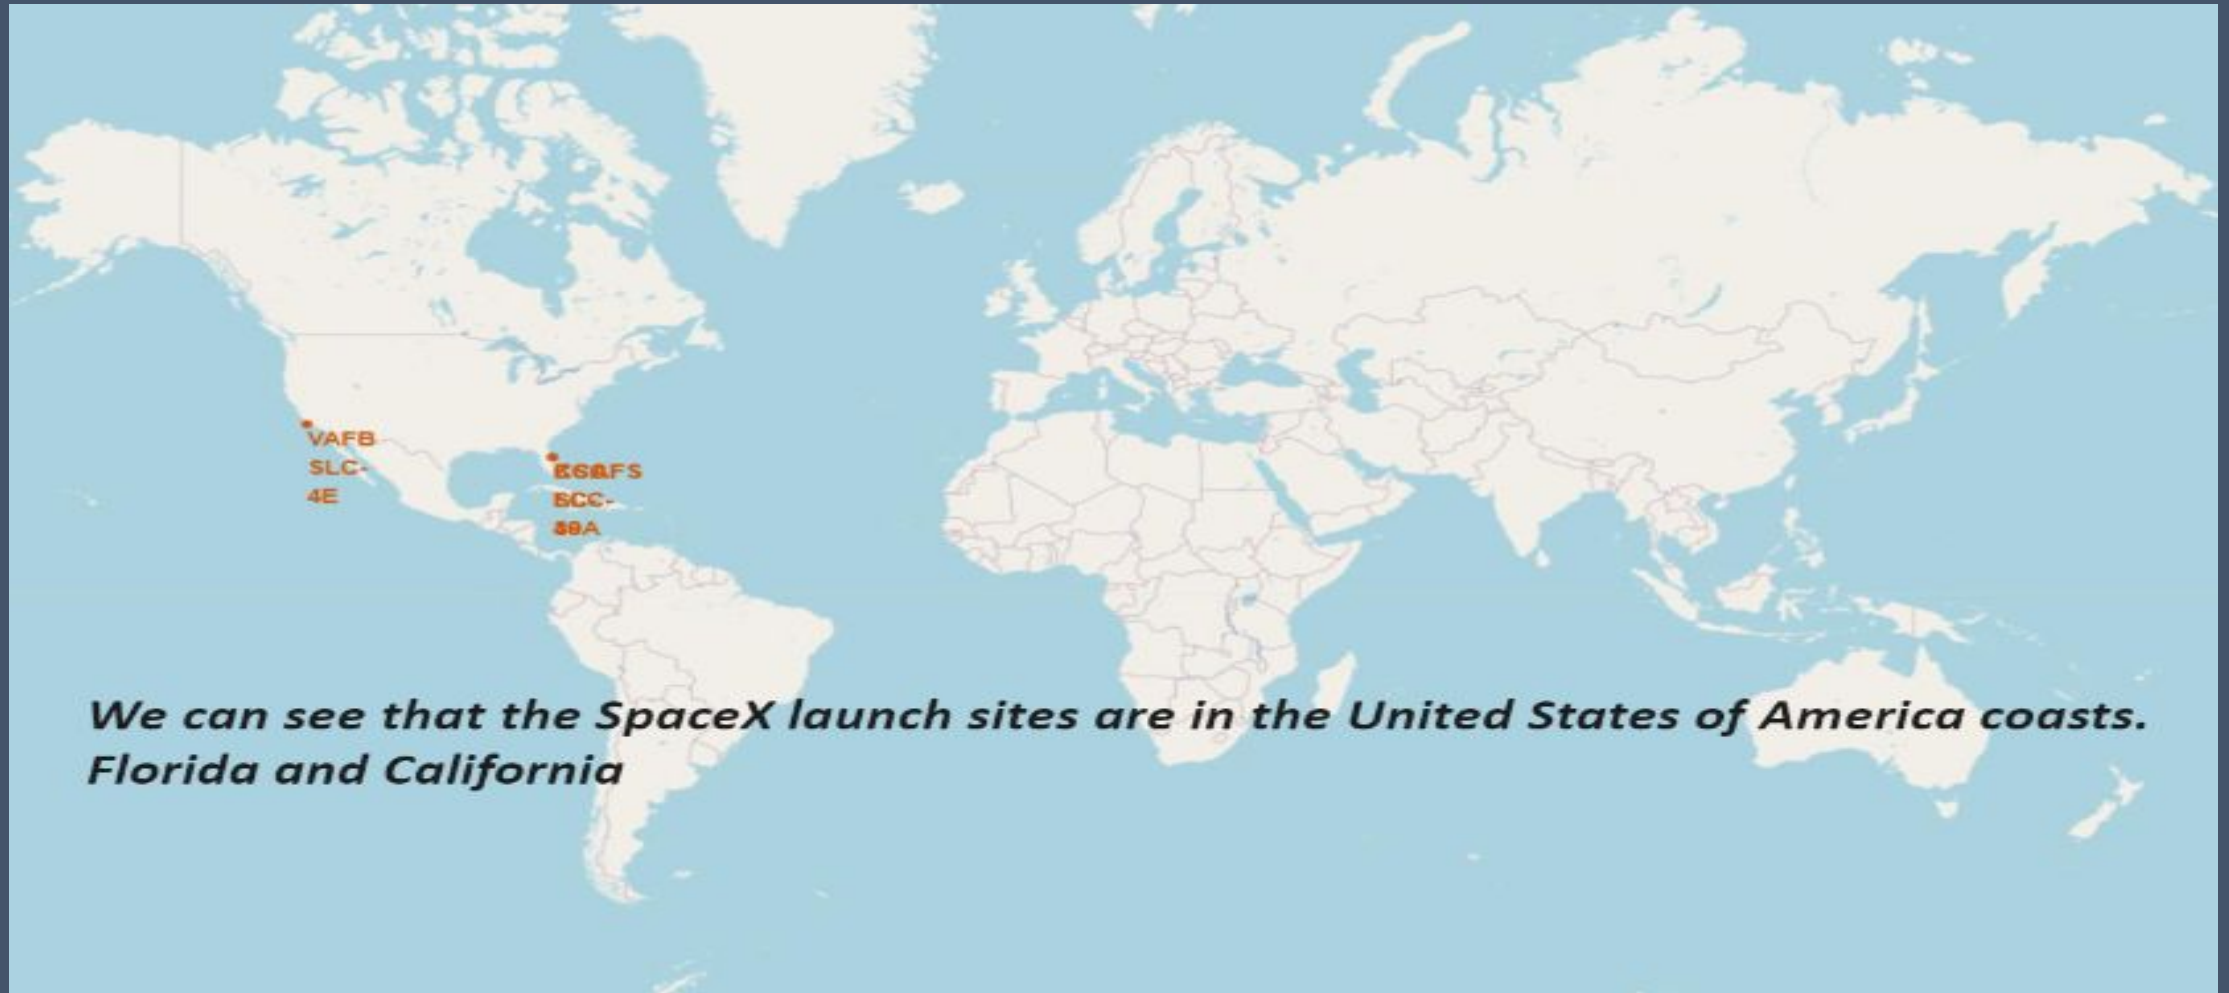 VAFB
SLC-
4E
We can see that the SpaceX launch sites are in the United States of America coasts.
Florida and California